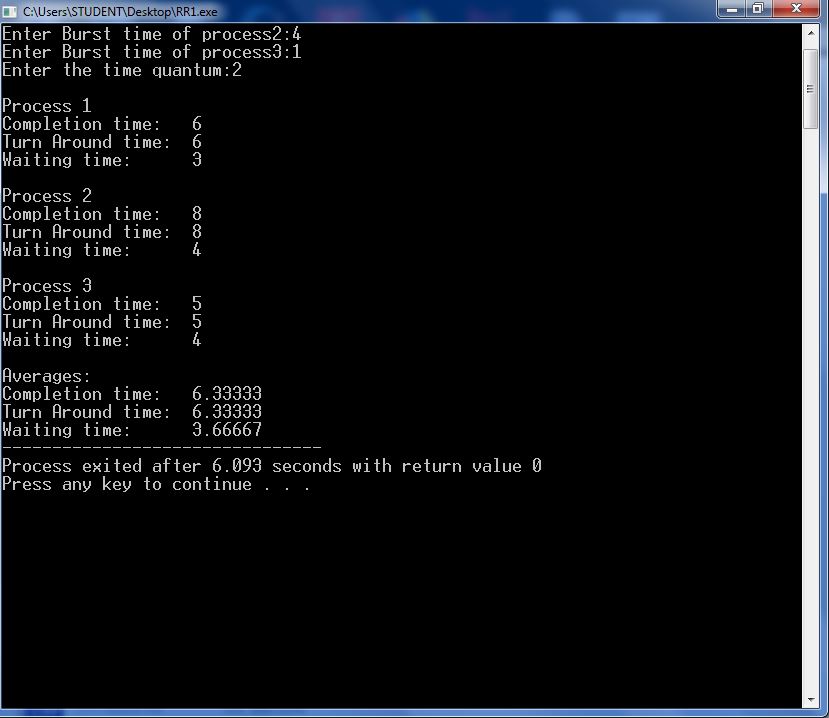 C:\Users\STUDENT\Desktop\RR1.exe
Enter Burst time of process2:4
Enter Burst time of process3:1
Enter the time quantum:2
Process 1
Completion time: 6
Turn Around time: 6
Waiting time: 3
Process 2
Completion time: 8
Turn Around time: 8
Waiting time: 4
Process 3
Completion time: 5
Turn Around time: 5
Waiting time: 4
Averages:
Completion time: 6.33333
Turn Around time: 6.33333
Waiting time: 3.66667
--------------------------------
Process exited after 6.093 seconds with return value 0
Press any key to continue . . .